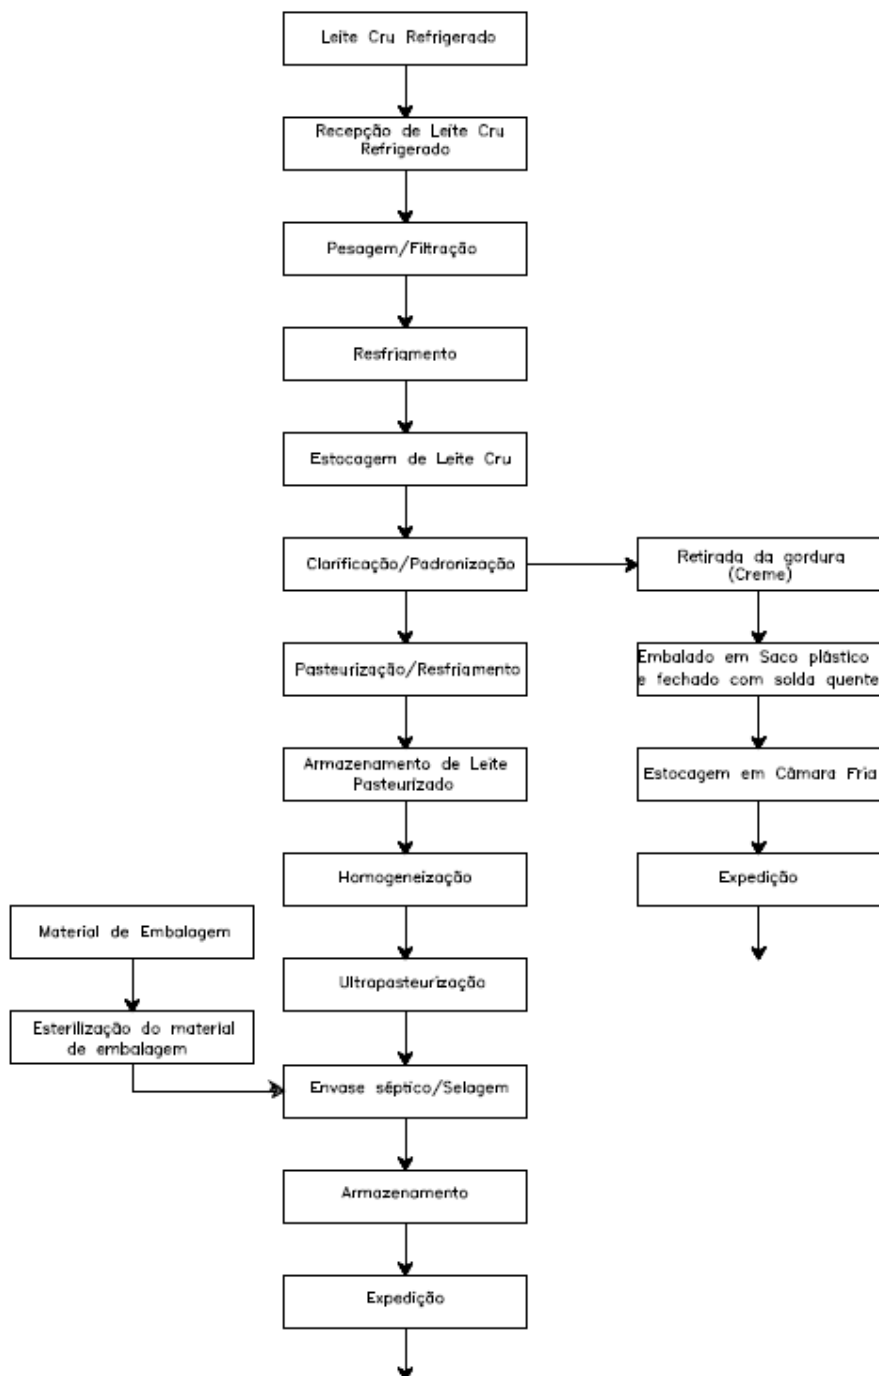 Leite Cru Refrigerado
Recepção de Leite Cru
Refrigerado
Pesagem/Filtração
Resfriamento
Estocagem de Leite Cru
Clarificação/Padronização
Retirada da gordura
(Creme)
Pasteurização/Resfriamento
Embalado em Saco plástico
e fechado com solda quente
Armazenamento de Leite
Pasteurizado
Estocagem em Câmara Fria
Homogeneização
Expedição
Material de Embalagem
Ultrapasteurização
Esterilização do material
de embalagem
Envase séptico/Selagem
Armazenamento
Expedição